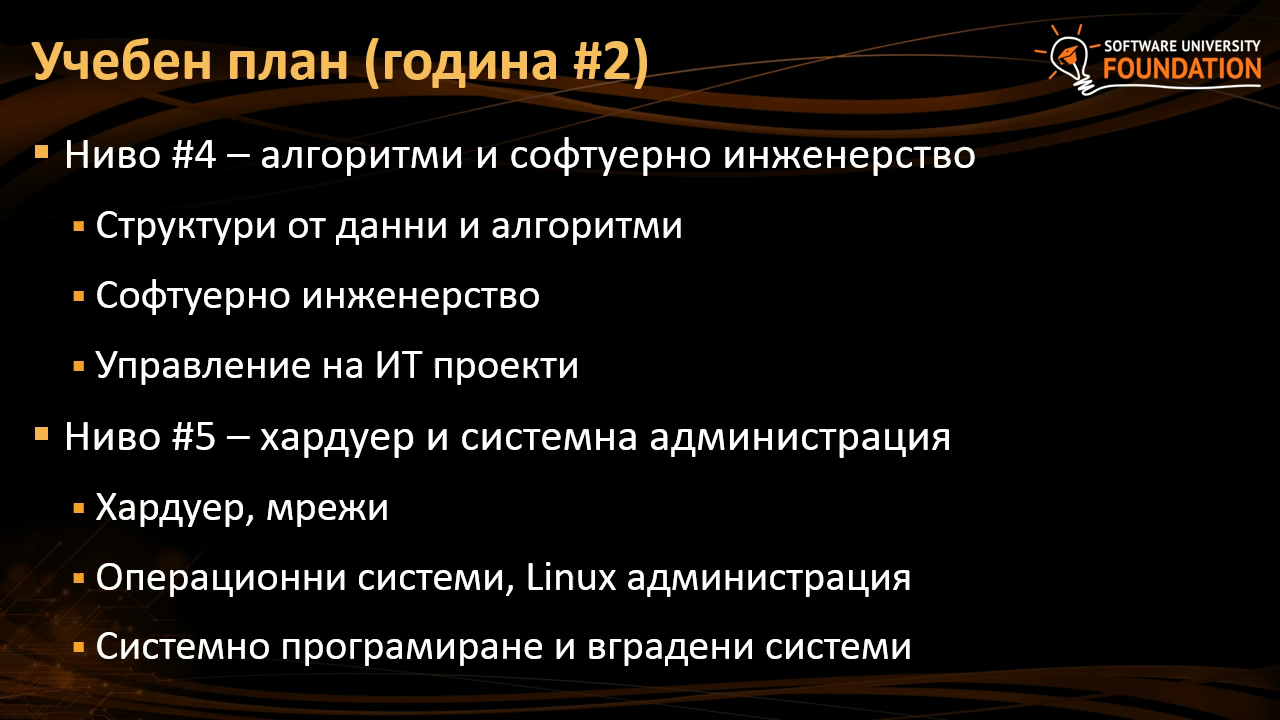 Учебен план (година #2)
SOFTWARE UNIVERSITY
FOUNDATION
▪ Ниво #4 – алгоритми и софтуерно инженерство
▪ Структури от данни и алгоритми
▪ Софтуерно инженерство
▪ Управление на ИТ проекти
▪ Ниво #5 – хардуер и системна администрация
▪ Хардуер, мрежи
▪ Операционни системи, Linux администрация
▪ Системно програмиране и вградени системи